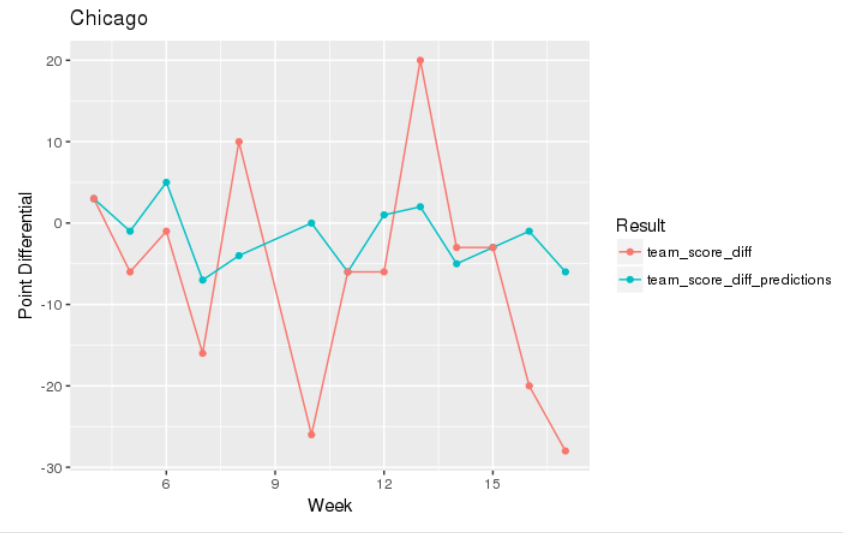 Chicago
20
10
0
-10
-20
-30
Point Differential
6
9
12
15
Week
Result
team_score_diff
team_score_diff_predictions